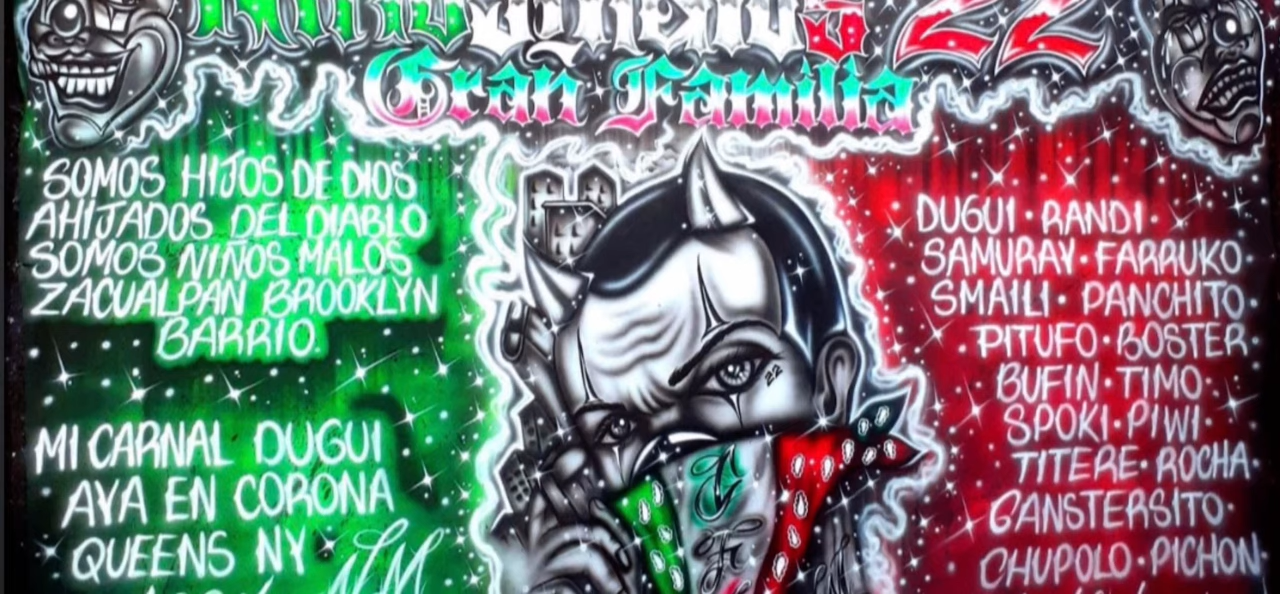 22
Gran Familia
SOMOS HIJOS DE DIOS
AHIJADOS DEL DIABLO
SOMOS NIÑOS MALOS
ZACUALPAN BROOKLYN
BARRIO.
MI CARNAL DUGUI
AYA EN CORONA
QUEENS NY
22
DUGUI · RANDI ·
SAMURAY · FARRUKO ·
SMAILI · PANCHITO ·
· PITUFO · BOSTER ·
BUFIN · TIMO ·
SPOKI · PIWI ·
TITERE · ROCHA ·
GANSTERSITO ·
CHUPOLO · PICHON